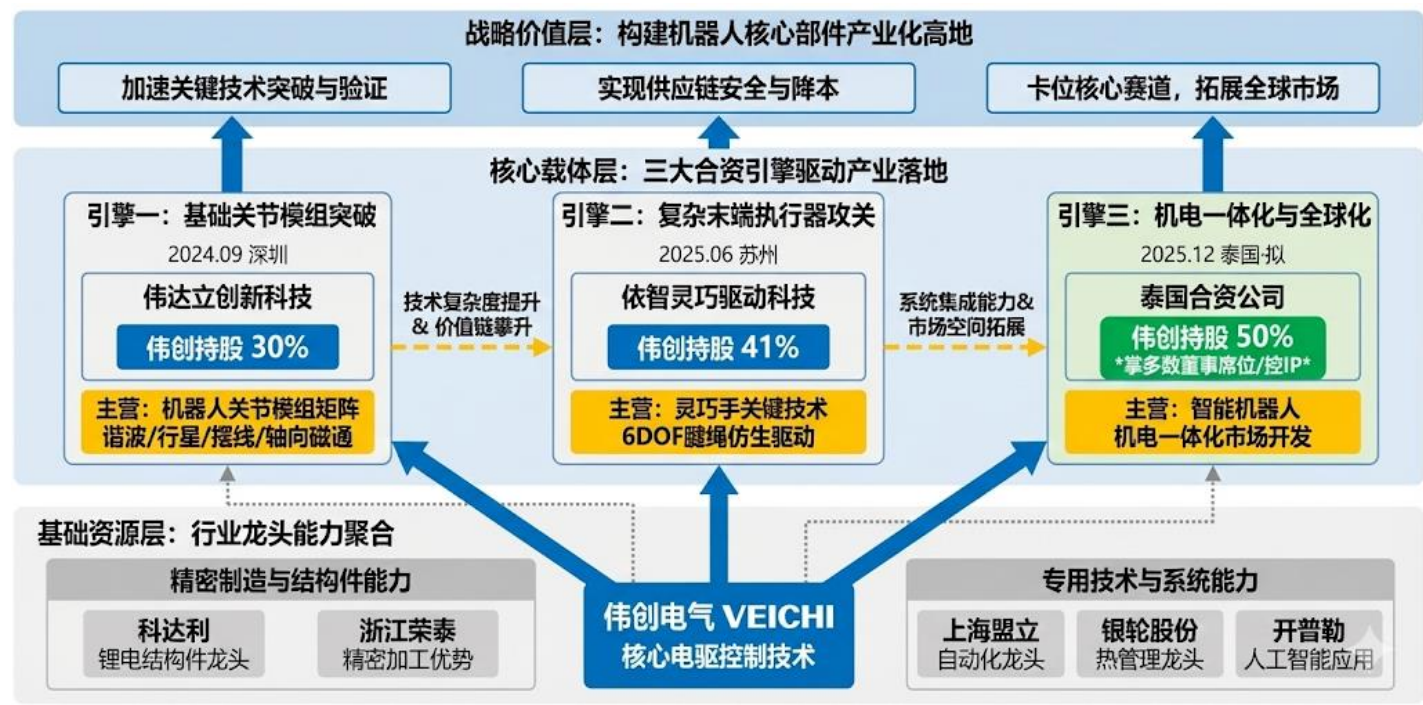 战略价值层：构建机器人核心部件产业化高地
加速关键技术突破与验证
实现供应链安全与降本
卡位核心赛道，拓展全球市场
核心载体层：三大合资引擎驱动产业落地
引擎一：基础关节模组突破
2024.09 深圳
伟达立创新科技
伟创持股 30%
主营：机器人关节模组矩阵
谐波/行星/摆线/轴向磁通
技术复杂度提升
& 价值链攀升
引擎二：复杂末端执行器攻关
2025.06 苏州
依智灵巧驱动科技
伟创持股 41%
主营：灵巧手关键技术
6DOF腱绳仿生驱动
系统集成能力&
市场空间拓展
引擎三：机电一体化与全球化
2025.12 泰国·拟
泰国合资公司
伟创持股 50%
*掌多数董事席位/控IP*
主营：智能机器人
机电一体化市场开发
基础资源层：行业龙头能力聚合
精密制造与结构件能力
科达利
锂电结构件龙头
浙江荣泰
精密加工优势
伟创电气 VEICHI
核心电驱控制技术
专用技术与系统能力
上海盟立
自动化龙头
银轮股份
热管理龙头
开普勒
人工智能应用